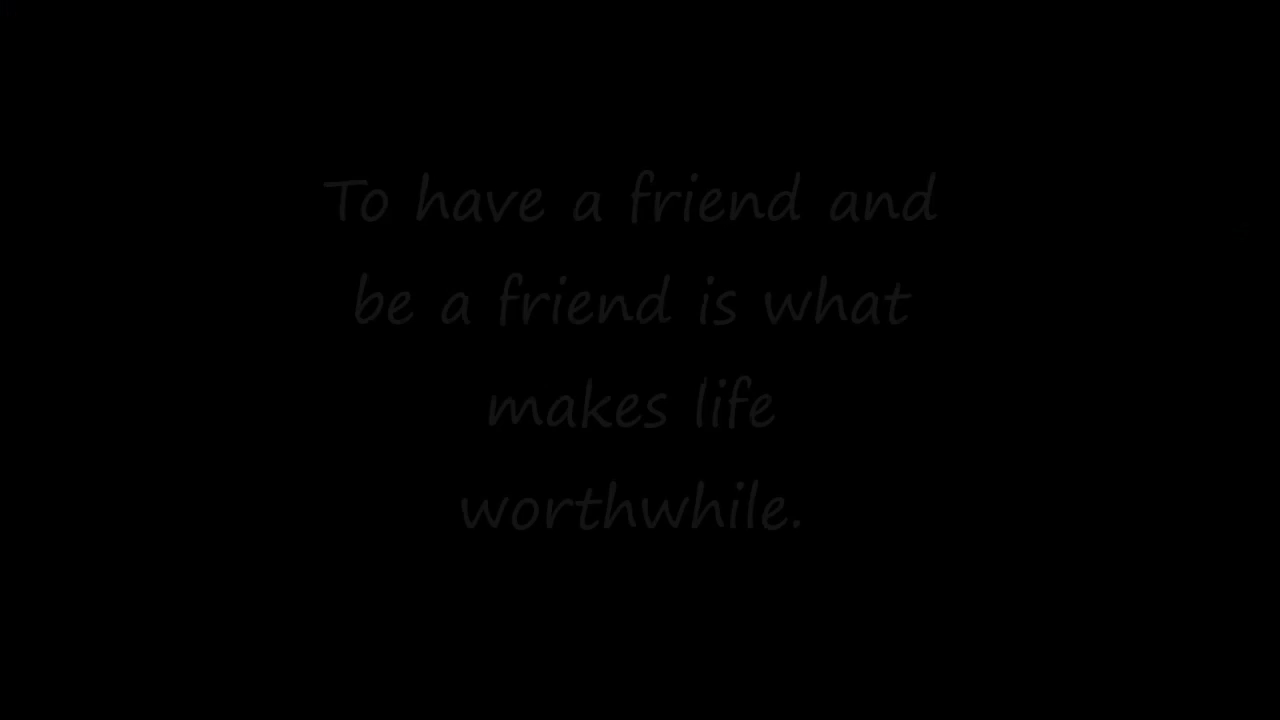 To have a friend and
be a friend is what
makes life
worthwhile.